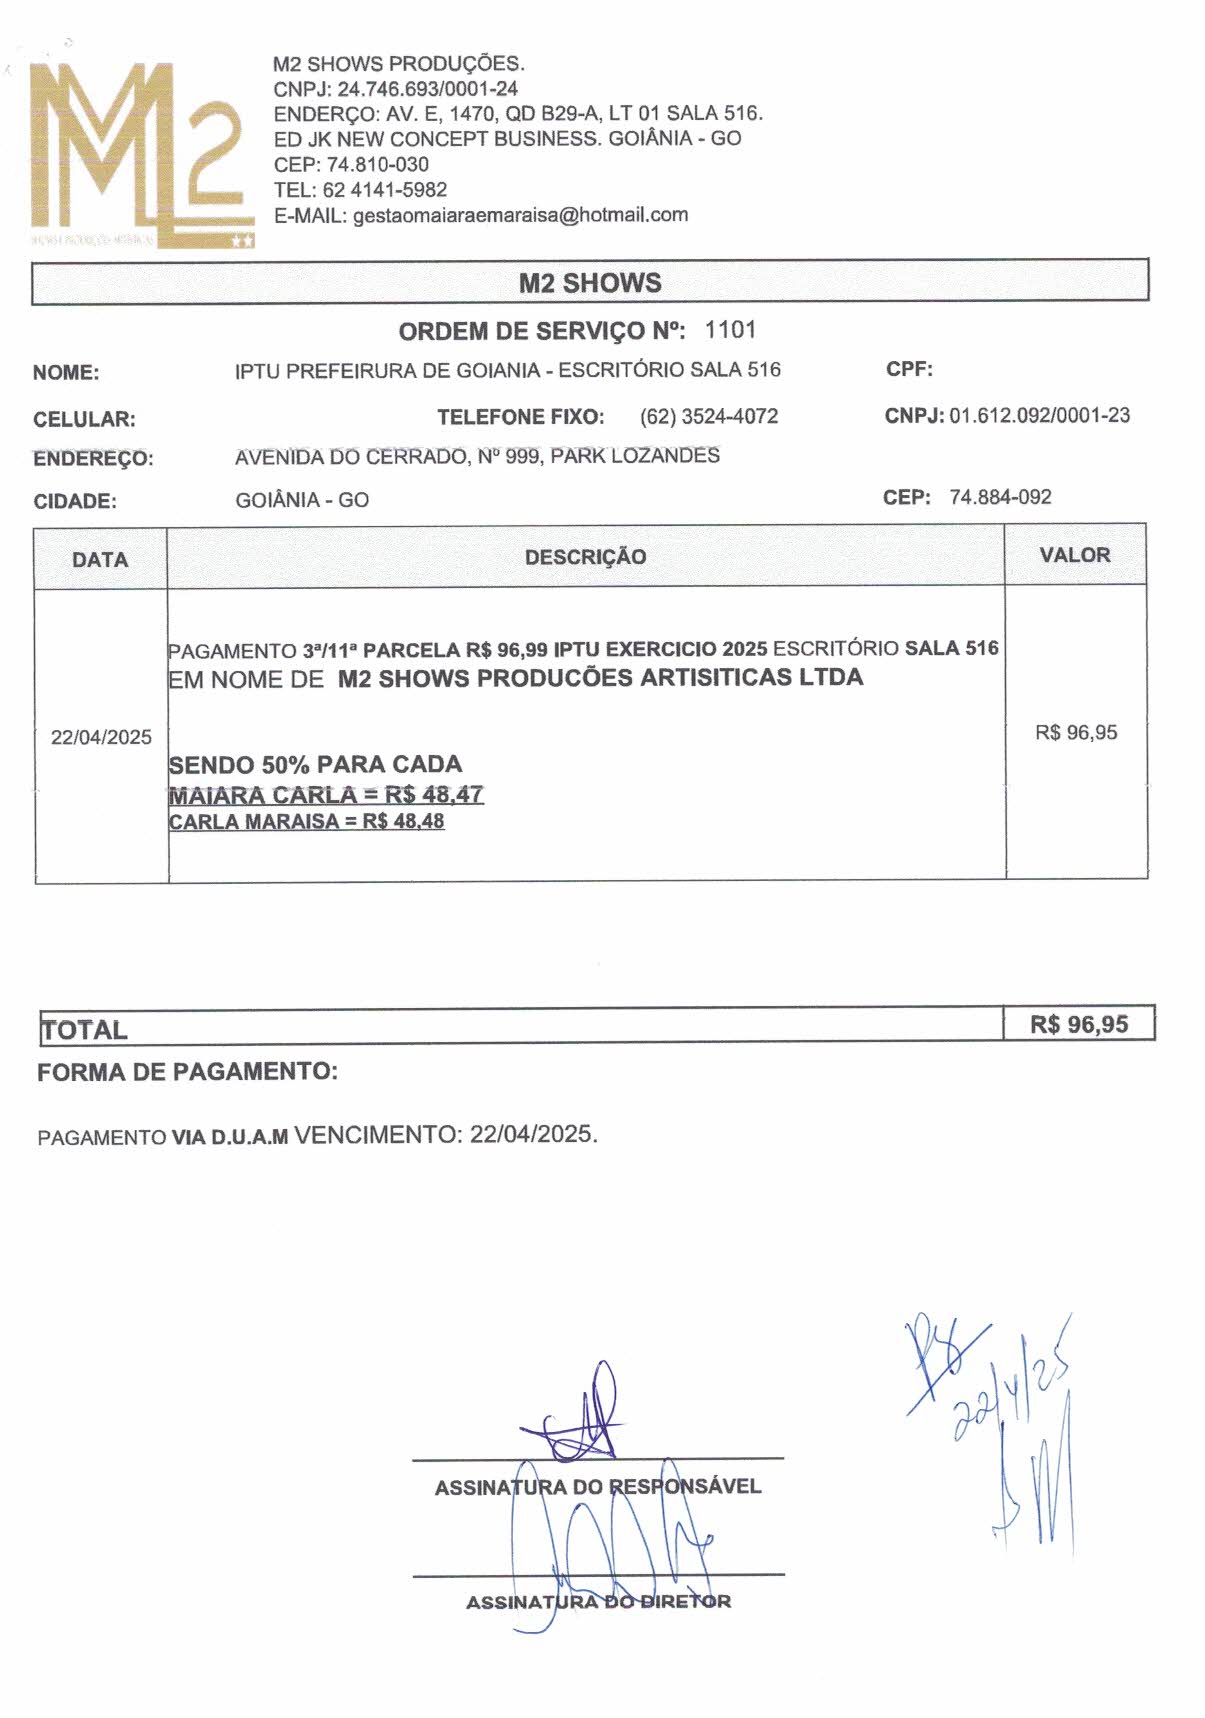 M2
M2 SHOWS PRODUÇÕES.
CNPJ: 24.746.693/0001-24
ENDERÇO: AV. E, 1470, QD B29-A, LT 01 SALA 516.
ED JK NEW CONCEPT BUSINESS. GOIÂNIA - GO
CEP: 74.810-030
TEL: 62 4141-5982
E-MAIL: gestaomaiaraemaraisa@hotmail.com
M2 SHOWS
ORDEM DE SERVIÇO Nº: 1101
NOME: IPTU PREFEIRURA DE GOIANIA - ESCRITÓRIO SALA 516 CPF:
CELULAR: TELEFONE FIXO: (62) 3524-4072 CNPJ: 01.612.092/0001-23
ENDEREÇO: AVENIDA DO CERRADO, Nº 999, PARK LOZANDES
CIDADE: GOIÂNIA - GO CEP: 74.884-092
DATA DESCRIÇÃO VALOR
PAGAMENTO 3ª/11ª PARCELA R$ 96,99 IPTU EXERCICIO 2025 ESCRITÓRIO SALA 516
EM NOME DE M2 SHOWS PRODUCÕES ARTISITICAS LTDA
22/04/2025 R$ 96,95
SENDO 50% PARA CADA
MAIARA CARLA = R$ 48,47
CARLA MARAISA = R$ 48,48
TOTAL R$ 96,95
FORMA DE PAGAMENTO:
PAGAMENTO VIA D.U.A.M VENCIMENTO: 22/04/2025.
22/4/25
ASSINATURA DO RESPONSÁVEL
ASSINATURA DO DIRETOR